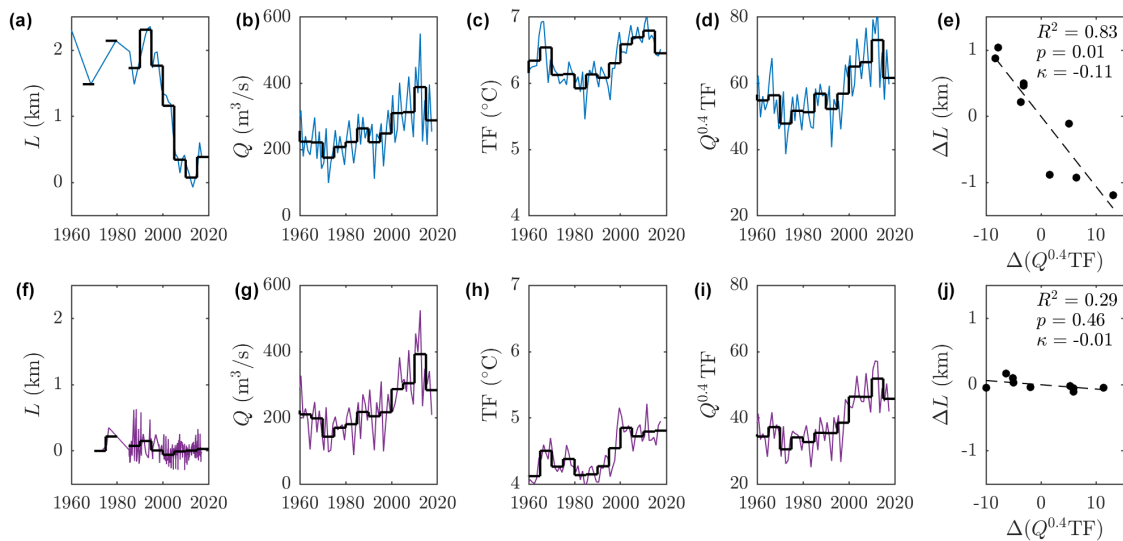 (a)
L (km)
2
1
0
1960 1980 2000 2020
(b)
Q (m³/s)
600
400
200
0
1960 1980 2000 2020
(c)
TF (°C)
7
6
5
4
1960 1980 2000 2020
(d)
Q^0.4 TF
80
60
40
20
1960 1980 2000 2020
(e)
R² = 0.83
p = 0.01
κ = -0.11
ΔL (km)
1
0
-1
-10 0 10
Δ(Q^0.4TF)
(f)
L (km)
2
1
0
1960 1980 2000 2020
(g)
Q (m³/s)
600
400
200
0
1960 1980 2000 2020
(h)
TF (°C)
7
6
5
4
1960 1980 2000 2020
(i)
Q^0.4 TF
80
60
40
20
1960 1980 2000 2020
(j)
R² = 0.29
p = 0.46
κ = -0.01
ΔL (km)
1
0
-1
-10 0 10
Δ(Q^0.4TF)